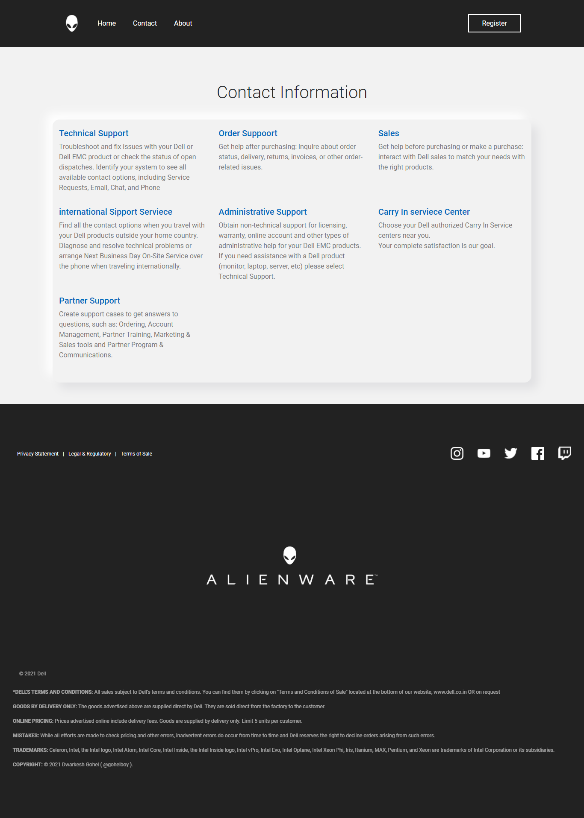 Home Contact About Register
Contact Information
Technical Support
Troubleshoot and fix issues with your Dell or
Dell EMC product or check the status of open
dispatches. Identify your system to see all
available contact options, including Service
Requests, Email, Chat, and Phone
Order Suppoort
Get help after purchasing: Inquire about order
status, delivery, returns, invoices, or other order-
related issues.
Sales
Get help before purchasing or make a purchase:
Interact with Dell sales to match your needs with
the right products.
international Sipport Serviece
Find all the contact options when you travel with
your Dell products outside your home country.
Diagnose and resolve technical problems or
arrange Next Business Day On-Site Service over
the phone when traveling internationally.
Administrative Support
Obtain non-technical support for licensing,
warranty, online account and other types of
administrative help for your Dell EMC products.
If you need assistance with a Dell product
(monitor, laptop, server, etc) please select
Technical Support.
Carry In serviece Center
Choose your Dell authorized Carry In Service
centers near you.
Your complete satisfaction is our goal.
Partner Support
Create support cases to get answers to
questions, such as: Ordering, Account
Management, Partner Training, Marketing &
Sales tools and Partner Program &
Communications.
Privacy Statement | Legal & Regulatory | Terms of Sale
ALIENWARE
© 2021 Dell
*DELL'S TERMS AND CONDITIONS: All sales subject to Dell's terms and conditions. You can find them by clicking on "Terms and Conditions of Sale" located at the bottom of our website, www.dell.co.in OR on request
GOODS BY DELIVERY ONLY: The goods advertised above are supplied direct by Dell. They are sold direct from the factory to the customer.
ONLINE PRICING: Prices advertised online include delivery fees. Goods are supplied by delivery only. Limit 5 units per customer.
MISTAKES: While all efforts are made to check pricing and other errors, inadvertent errors do occur from time to time and Dell reserves the right to decline orders arising from such errors.
TRADEMARKS: Celeron, Intel, the Intel logo, Intel Atom, Intel Core, Intel Inside, the Intel Inside logo, Intel vPro, Intel Evo, Intel Optane, Intel Xeon Phi, Iris, Itanium, MAX, Pentium, and Xeon are trademarks of Intel Corporation or its subsidiaries.
COPYRIGHT: © 2021 Dwarkesh Gohel ( @gohelboy ).